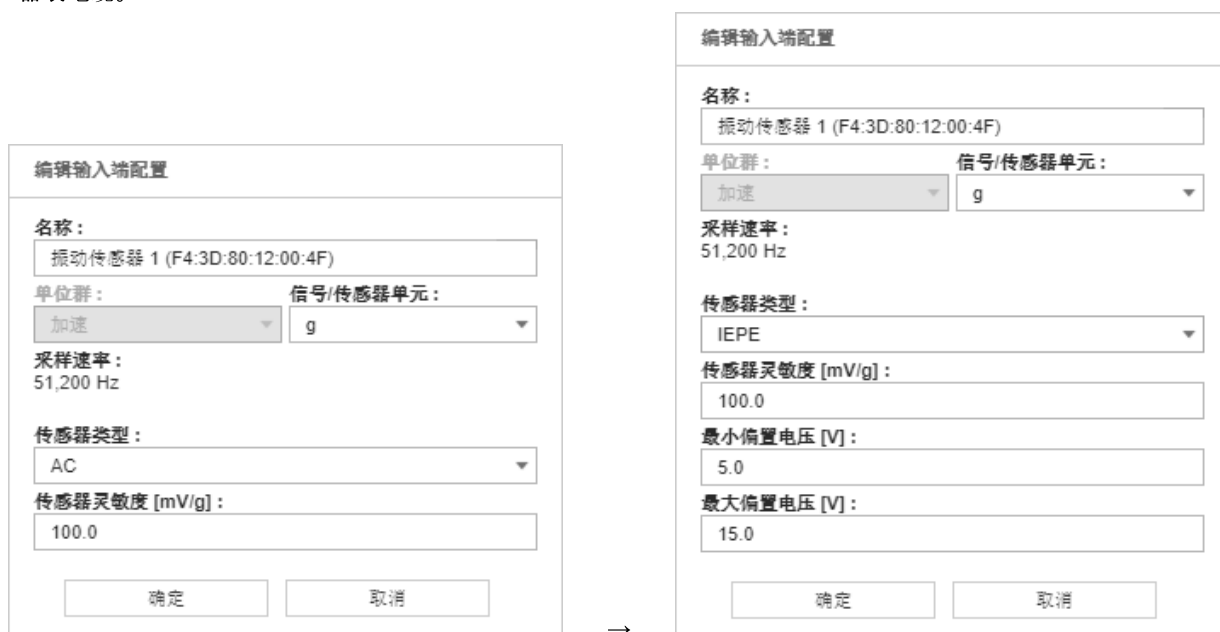 编辑输入端配置
名称：
振动传感器 1 (F4:3D:80:12:00:4F)
单位群： 信号/传感器单元：
加速 g
采样速率：
51,200 Hz
传感器类型：
AC
传感器灵敏度 [mV/g]：
100.0
确定 取消
→
编辑输入端配置
名称：
振动传感器 1 (F4:3D:80:12:00:4F)
单位群： 信号/传感器单元：
加速 g
采样速率：
51,200 Hz
传感器类型：
IEPE
传感器灵敏度 [mV/g]：
100.0
最小偏置电压 [V]：
5.0
最大偏置电压 [V]：
15.0
确定 取消